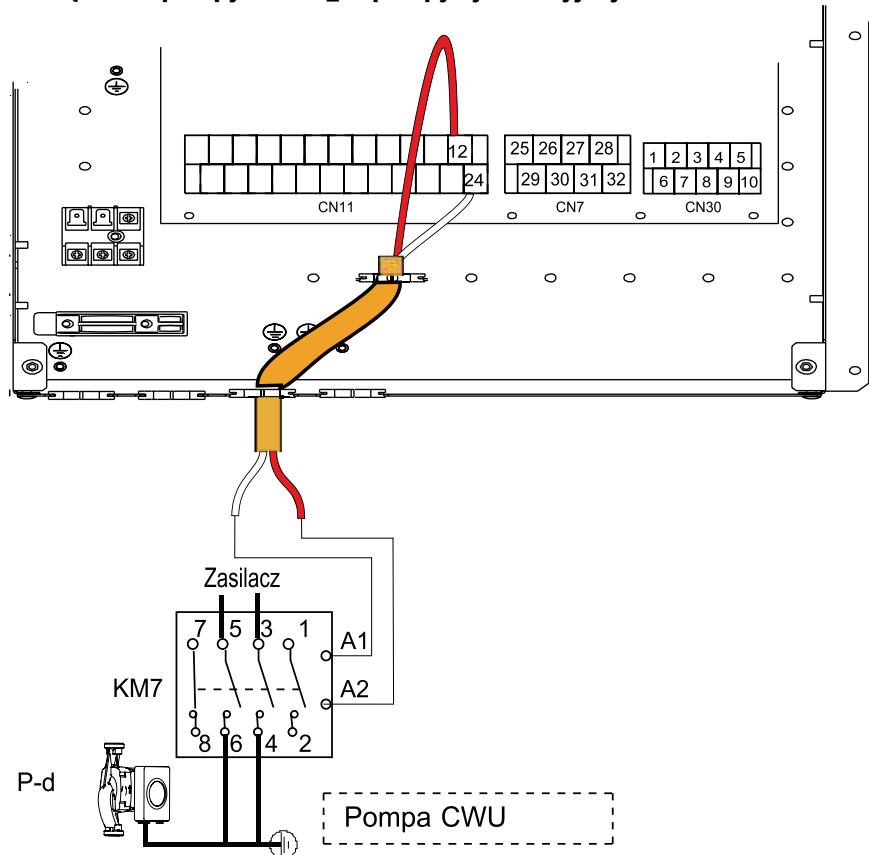 12
25 26 27 28
1 2 3 4 5
24
29 30 31 32
6 7 8 9 10
CN11
CN7
CN30
Zasilacz
7 5 3 1
A1
KM7
A2
8 6 4 2
P-d
Pompa CWU